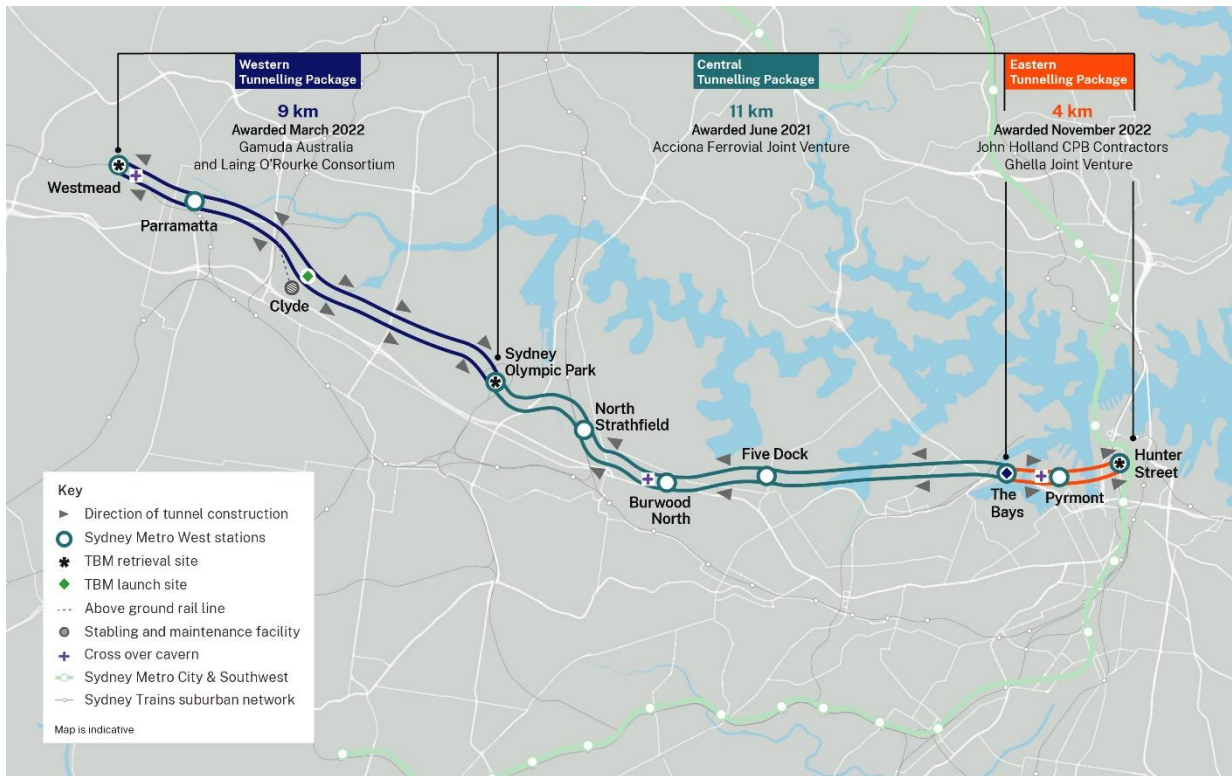 Western
Tunnelling Package
9 km
Awarded March 2022
Gamuda Australia
and Laing O'Rourke Consortium
Central
Tunnelling Package
11 km
Awarded June 2021
Acciona Ferrovial Joint Venture
Eastern
Tunnelling Package
4 km
Awarded November 2022
John Holland CPB Contractors
Ghella Joint Venture
Westmead
Parramatta
Clyde
Sydney
Olympic Park
North
Strathfield
Burwood
North
Five Dock
The
Bays
Pyrmont
Hunter
Street
Key
Direction of tunnel construction
Sydney Metro West stations
TBM retrieval site
TBM launch site
Above ground rail line
Stabling and maintenance facility
Cross over cavern
Sydney Metro City & Southwest
Sydney Trains suburban network
Map is indicative